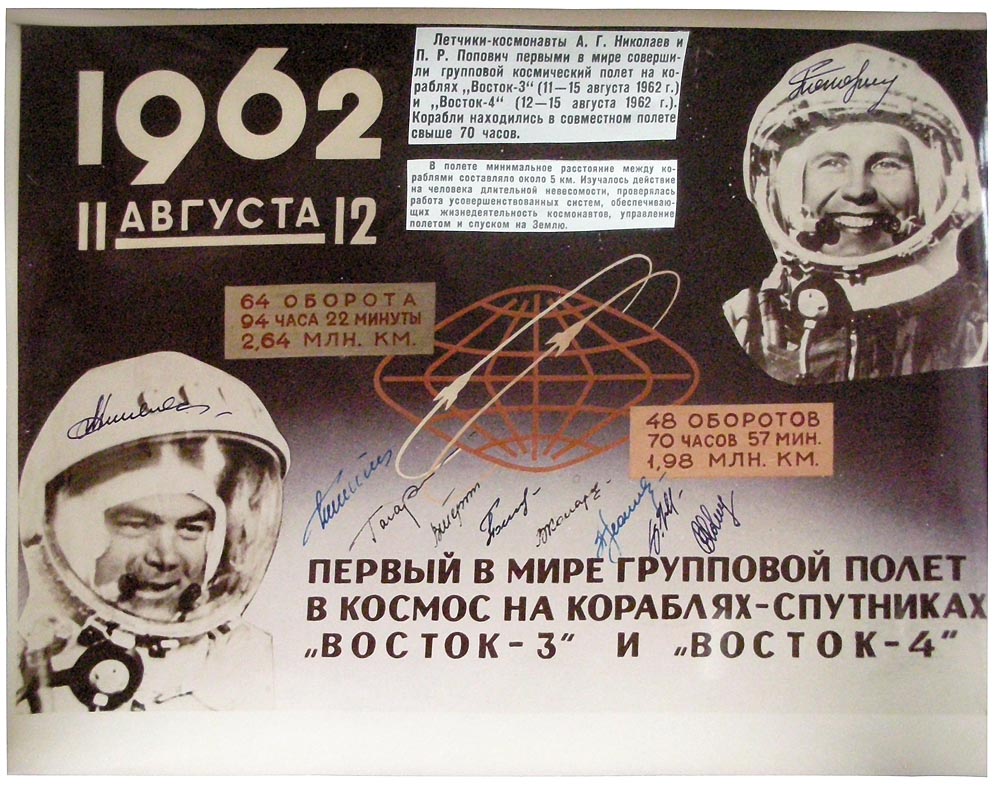 1962
11 АВГУСТА 12
Летчики-космонавты А. Г. Николаев и
П. Р. Попович первыми в мире соверши-
ли групповой космический полет на ко-
раблях „Восток-3“ (11—15 августа 1962 г.)
и „Восток-4“ (12—15 августа 1962 г.).
Корабли находились в совместном полете
свыше 70 часов.
В полете минимальное расстояние между ко-
раблями составляло около 5 км. Изучалось действие
на человека длительной невесомости, проверялась
работа усовершенствованных систем, обеспечиваю-
щих жизнедеятельность космонавтов, управление
полетом и спуском на Землю.
64 ОБОРОТА
94 ЧАСА 22 МИНУТЫ
2,64 МЛН. КМ.
48 ОБОРОТОВ
70 ЧАСОВ 57 МИН.
1,98 МЛН. КМ.
ПЕРВЫЙ В МИРЕ ГРУППОВОЙ ПОЛЕТ
В КОСМОС НА КОРАБЛЯХ-СПУТНИКАХ
„ВОСТОК-3“ И „ВОСТОК-4“